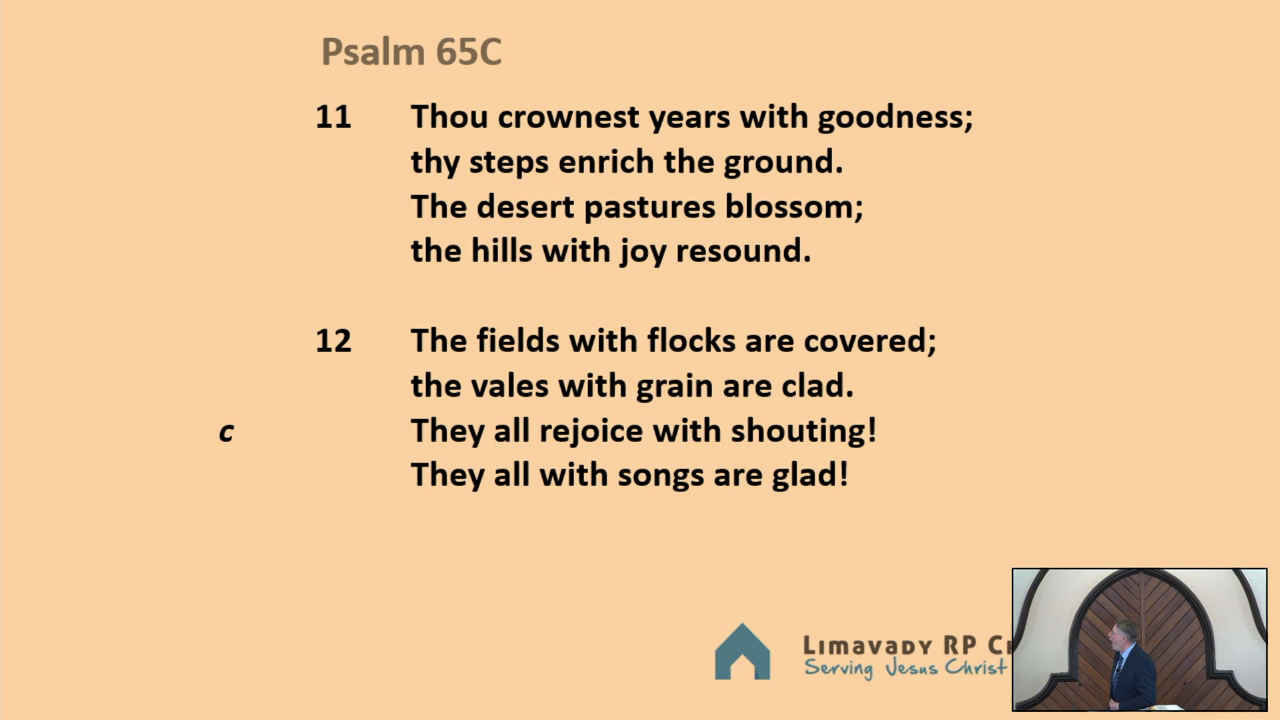 Psalm 65C
11 Thou crownest years with goodness;
thy steps enrich the ground.
The desert pastures blossom;
the hills with joy resound.
12 The fields with flocks are covered;
the vales with grain are clad.
c They all rejoice with shouting!
They all with songs are glad!
Limavady RP
Serving Jesus Christ